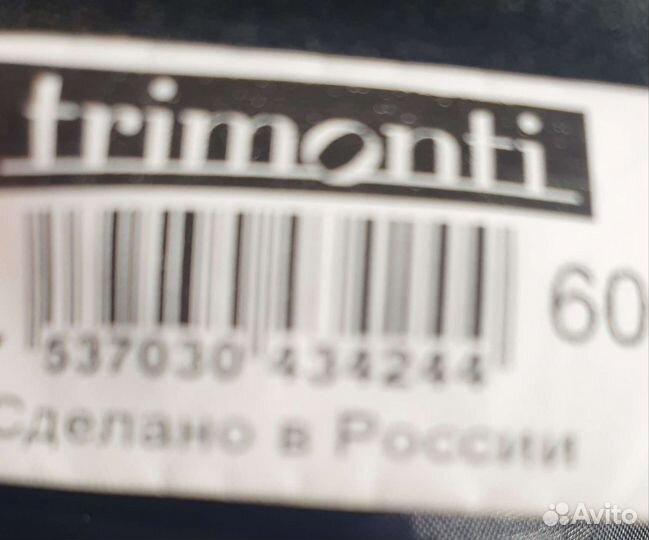 trimonti
537030 434244
60
Сделано в России
Avito